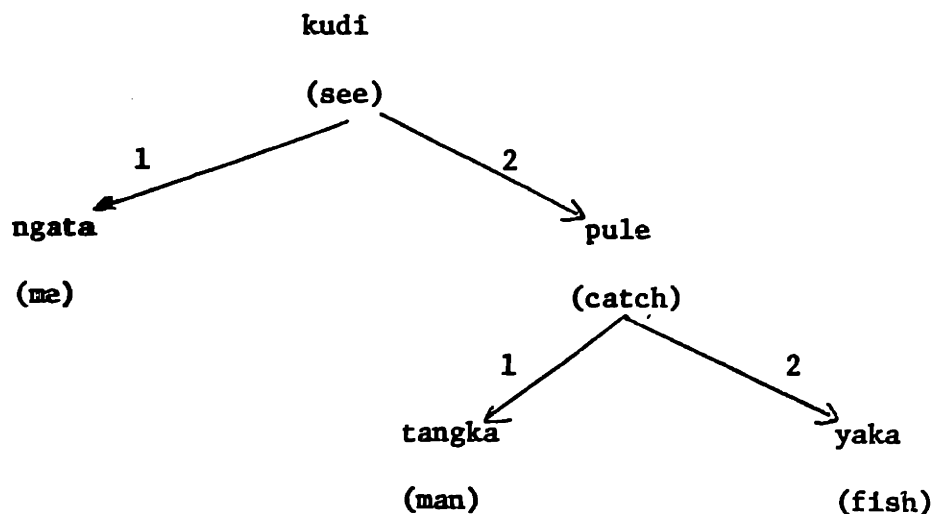 kudi
(see)
1
2
ngata
pule
(me)
(catch)
1
2
tangka
yaka
(man)
(fish)